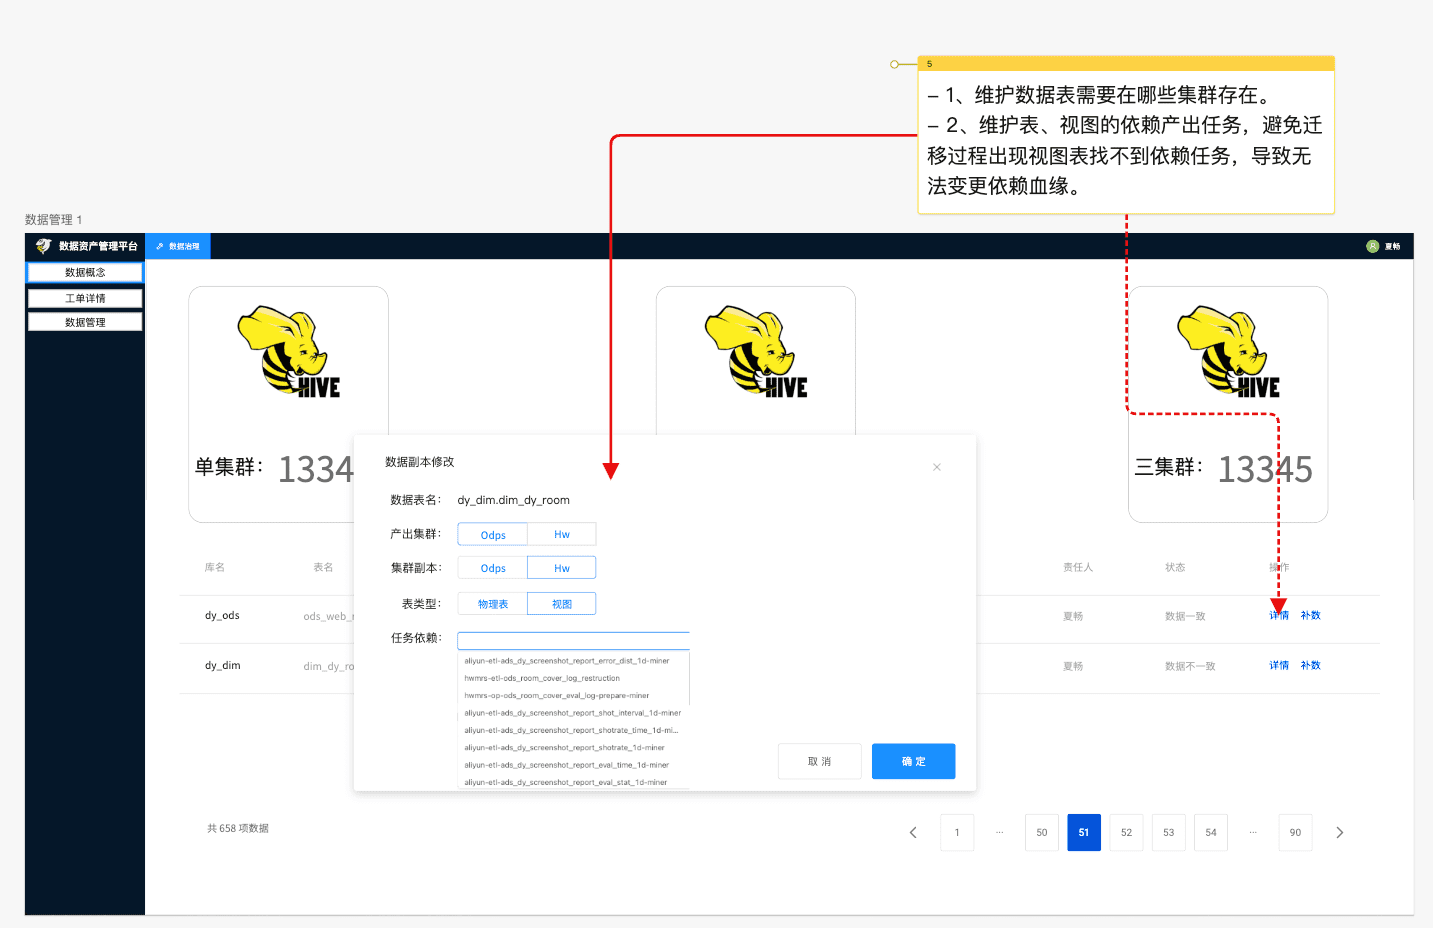 5
– 1、维护数据表需要在哪些集群存在。
– 2、维护表、视图的依赖产出任务，避免迁
移过程出现视图表找不到依赖任务，导致无
法变更依赖血缘。
数据管理 1
数据资产管理平台
数据治理
夏畅
数据概念
工单详情
数据管理
HIVE
HIVE
HIVE
单集群：
1334
三集群：
13345
数据副本修改
数据表名：
dy_dim.dim_dy_room
产出集群：
Odps
Hw
集群副本：
Odps
Hw
表类型：
物理表
视图
任务依赖：
aliyun-etl-ads_dy_screenshot_report_error_dist_1d-miner
hwmrs-etl-ods_room_cover_log_restruction
hwmrs-op-ods_room_cover_eval_log-prepare-miner
aliyun-etl-ads_dy_screenshot_report_shot_interval_1d-miner
aliyun-etl-ads_dy_screenshot_report_shotrate_time_1d-mi...
aliyun-etl-ads_dy_screenshot_report_shotrate_1d-miner
aliyun-etl-ads_dy_screenshot_report_eval_time_1d-miner
aliyun-etl-ads_dy_screenshot_report_eval_stat_1d-miner
取 消
确 定
库名
表名
责任人
状态
操作
dy_ods
ods_web_r
夏畅
数据一致
详情
补数
dy_dim
dim_dy_ro
夏畅
数据不一致
详情
补数
共 658 项数据
1
···
50
51
52
53
54
···
90